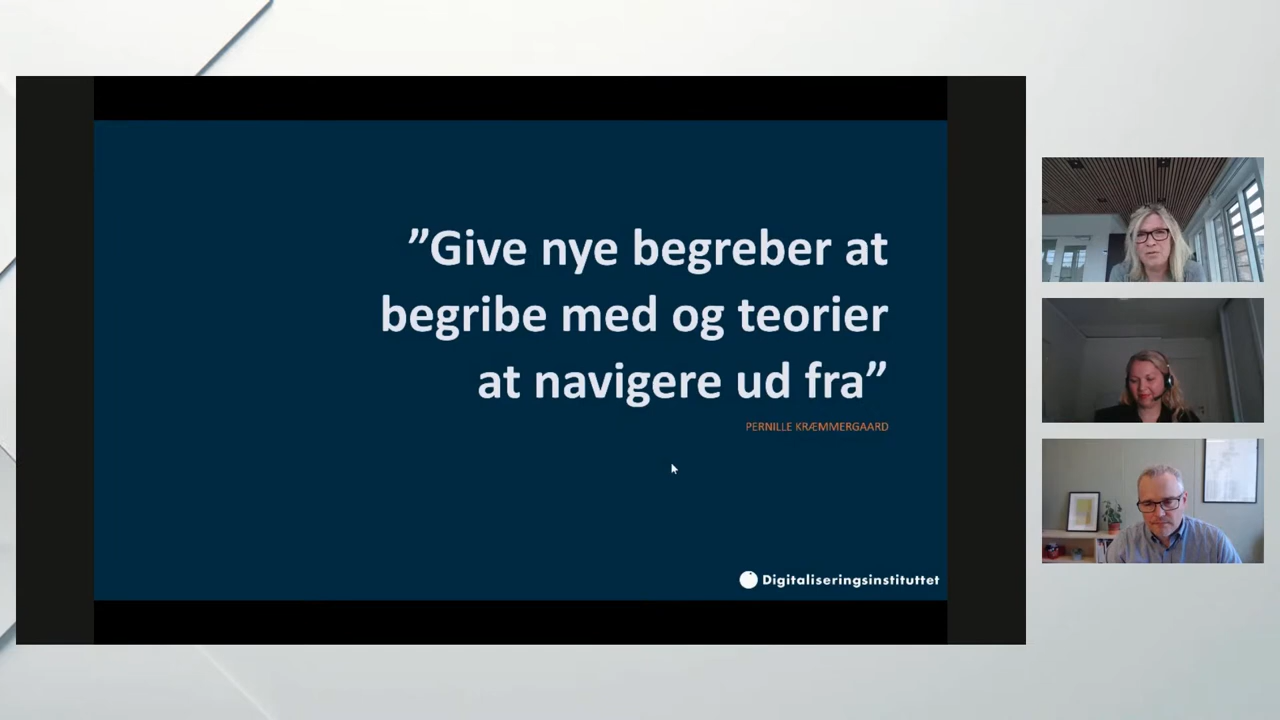 ”Give nye begreber at
begribe med og teorier
at navigere ud fra”
PERNILLE KRÆMMERGAARD
Digitaliseringsinstituttet